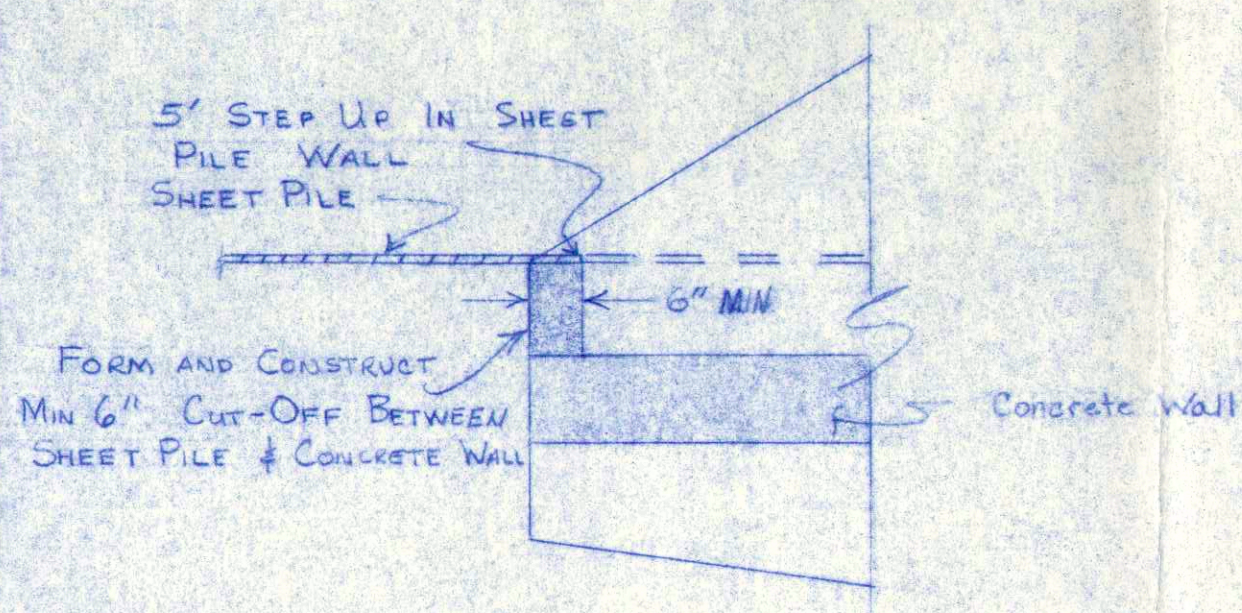 5' STEP UP IN SHEET
PILE WALL
SHEET PILE
6" MIN
FORM AND CONSTRUCT
MIN 6" CUT-OFF BETWEEN
SHEET PILE & CONCRETE WALL
Concrete Wall